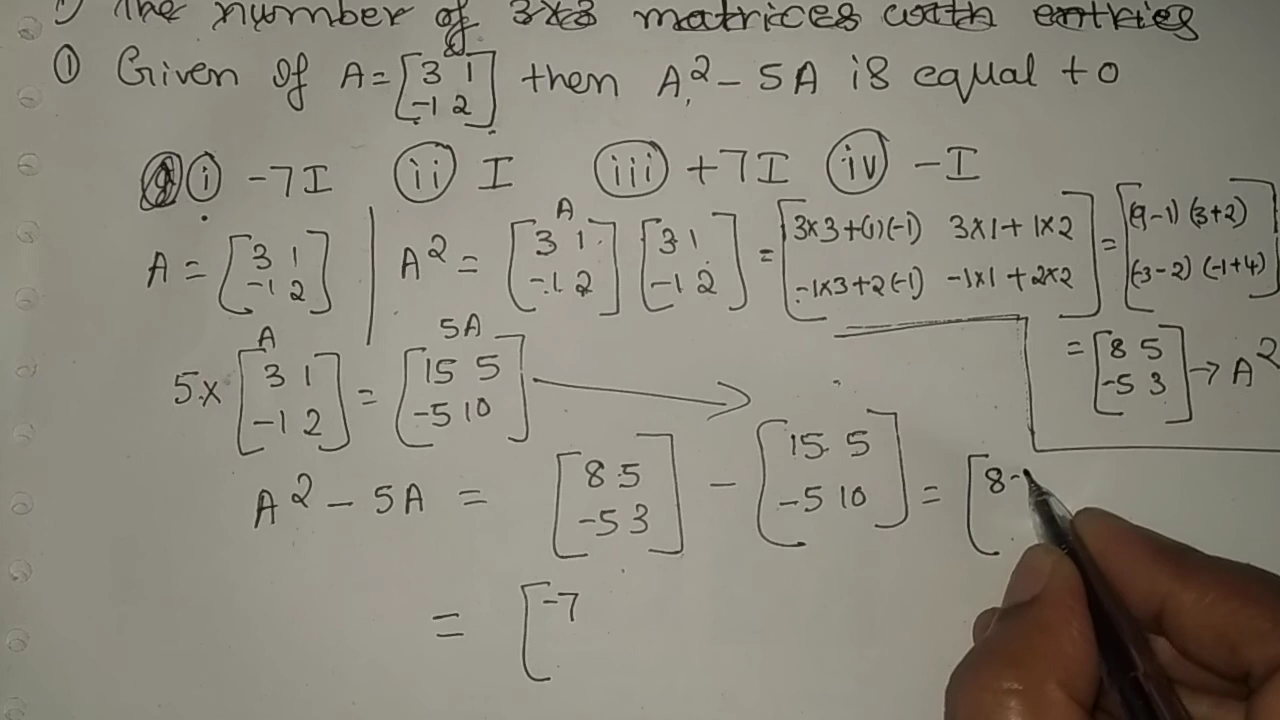 1) The number of 3x3 matrices with entries
① Given of A = [3 1 -1 2] then A² - 5A is equal to
ⓘ -7I ⓘⓘ I ⓘⓘⓘ +7I ⓘⓥ -I
A = [3 1 -1 2] A² = [3 1 -1 2] A [3 1 -1 2] = [3×3+(1)(-1) 3×1+1×2 -1×3+2(-1) -1×1+2×2] = [(9-1) (3+2) (-3-2) (-1+4)]
= [8 5 -5 3] → A²
5× A [3 1 -1 2] = 5A [15 5 -5 10]
A² - 5A = [8 5 -5 3] - [15 5 -5 10] = [8-
= [-7